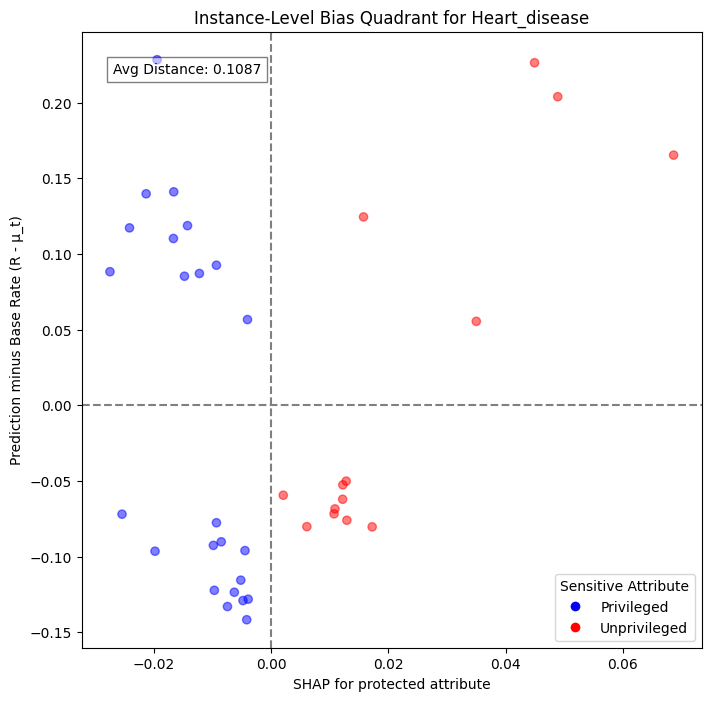 Instance-Level Bias Quadrant for Heart_disease
Avg Distance: 0.1087
Prediction minus Base Rate (R - μ_t)
0.20
0.15
0.10
0.05
0.00
−0.05
−0.10
−0.15
Sensitive Attribute
Privileged
Unprivileged
−0.02
0.00
0.02
0.04
0.06
SHAP for protected attribute